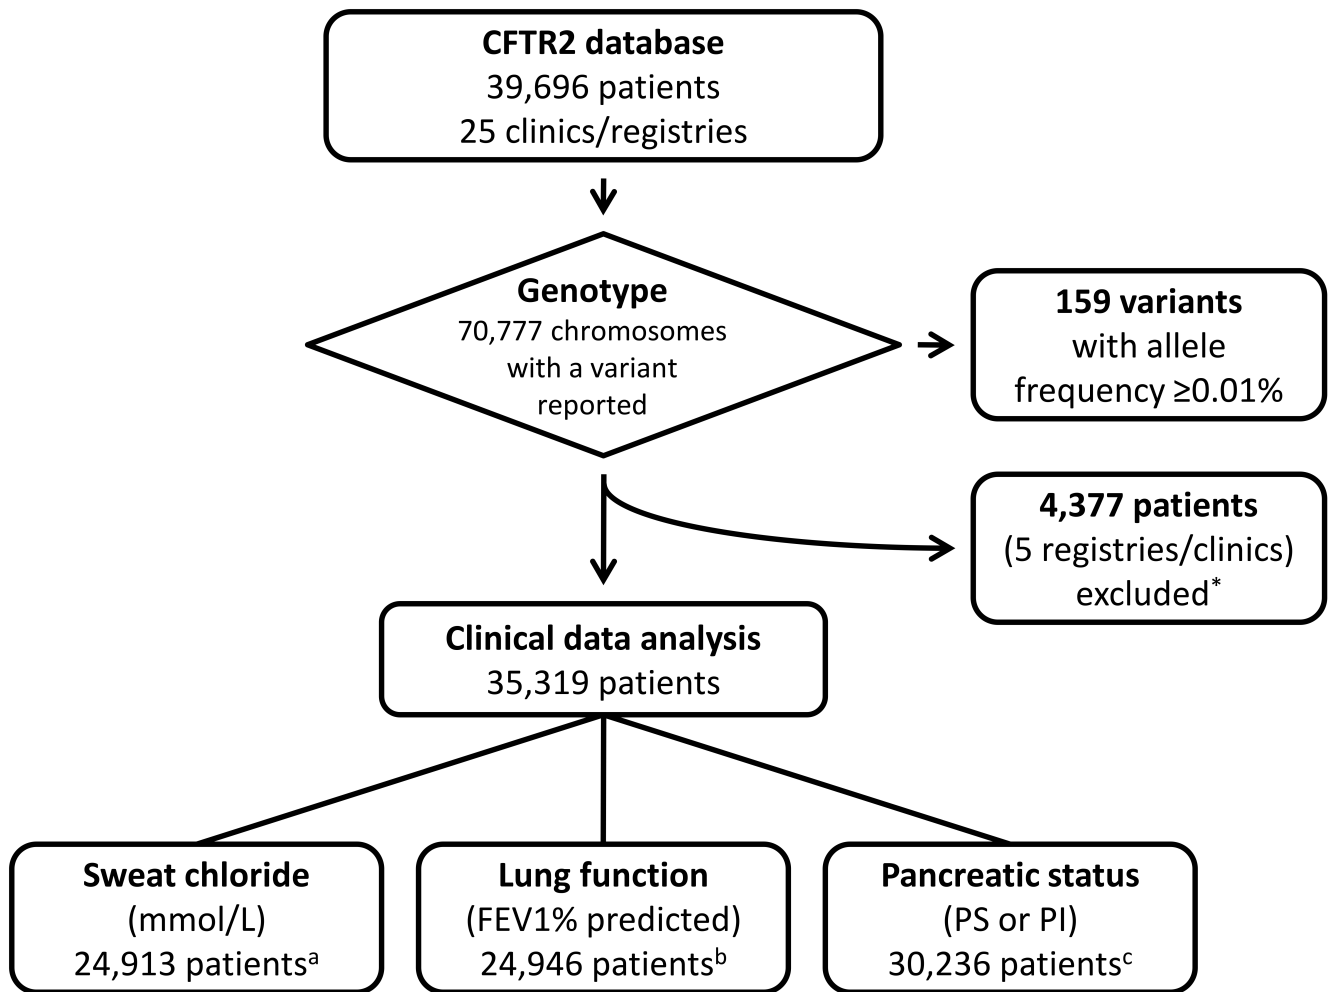 CFTR2 database
39,696 patients
25 clinics/registries
Genotype
70,777 chromosomes
with a variant
reported
159 variants
with allele
frequency ≥0.01%
4,377 patients
(5 registries/clinics)
excluded*
Clinical data analysis
35,319 patients
Sweat chloride
(mmol/L)
24,913 patientsᵃ
Lung function
(FEV1% predicted)
24,946 patientsᵇ
Pancreatic status
(PS or PI)
30,236 patientsᶜ